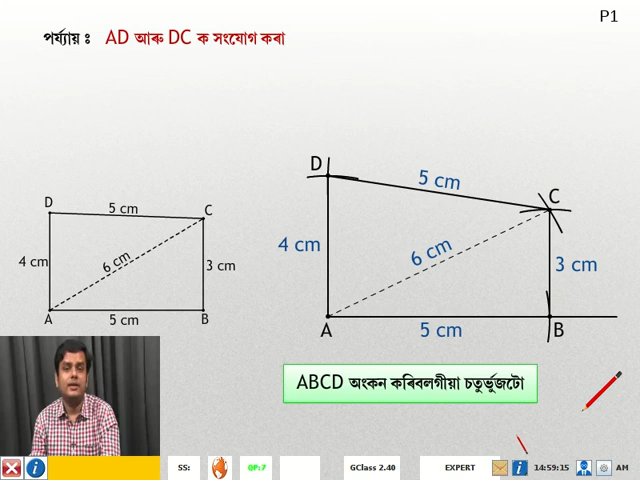 P1
পৰ্য্যায় ঃ AD আৰু DC ক সংযোগ কৰা
D
5 cm
C
4 cm
6 cm
3 cm
A
5 cm
B
D
5 cm
C
4 cm
6 cm
3 cm
A
5 cm
B
ABCD অংকন কৰিবলগীয়া চতুৰ্ভুজটো
SS:
QP:7
GClass 2.40
EXPERT
14:59:15
AM